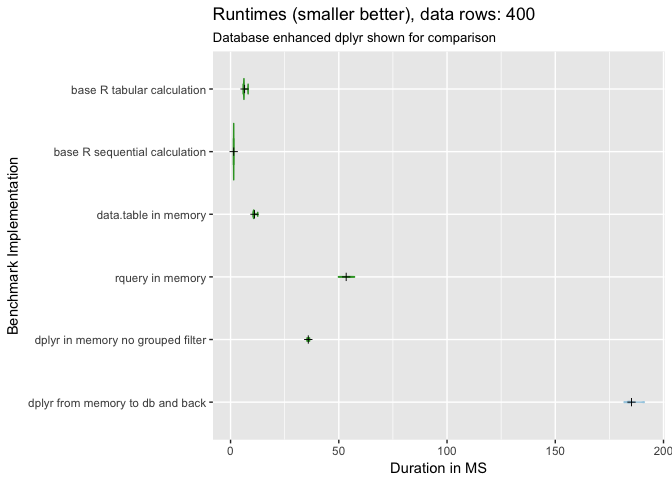 Runtimes (smaller better), data rows: 400
Database enhanced dplyr shown for comparison
Benchmark Implementation
base R tabular calculation
base R sequential calculation
data.table in memory
rquery in memory
dplyr in memory no grouped filter
dplyr from memory to db and back
0 50 100 150 200
Duration in MS